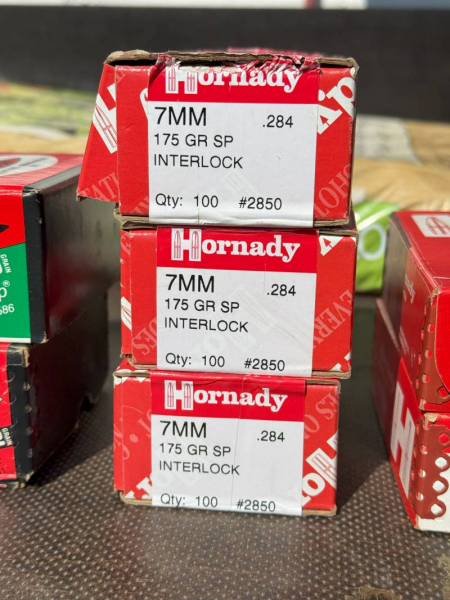 Hornady
7MM .284
175 GR SP
INTERLOCK
Qty: 100 #2850
Hornady
7MM .284
175 GR SP
INTERLOCK
Qty: 100 #2850
Hornady
7MM .284
175 GR SP
INTERLOCK
Qty: 100 #2850
GRAIN